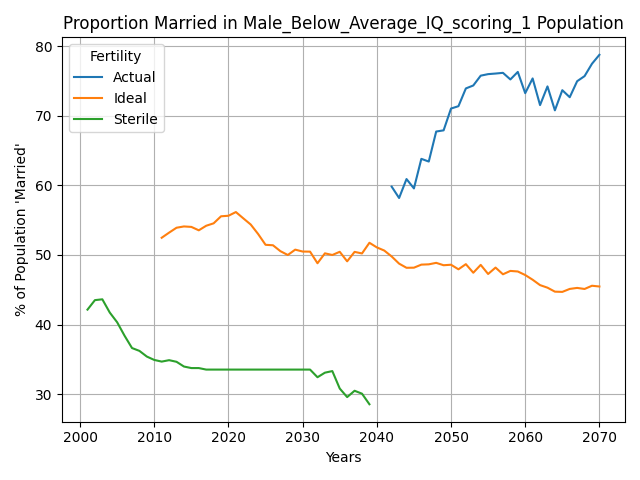 Proportion Married in Male_Below_Average_IQ_scoring_1 Population
Fertility
Actual
Ideal
Sterile
% of Population 'Married'
80
70
60
50
40
30
2000 2010 2020 2030 2040 2050 2060 2070
Years